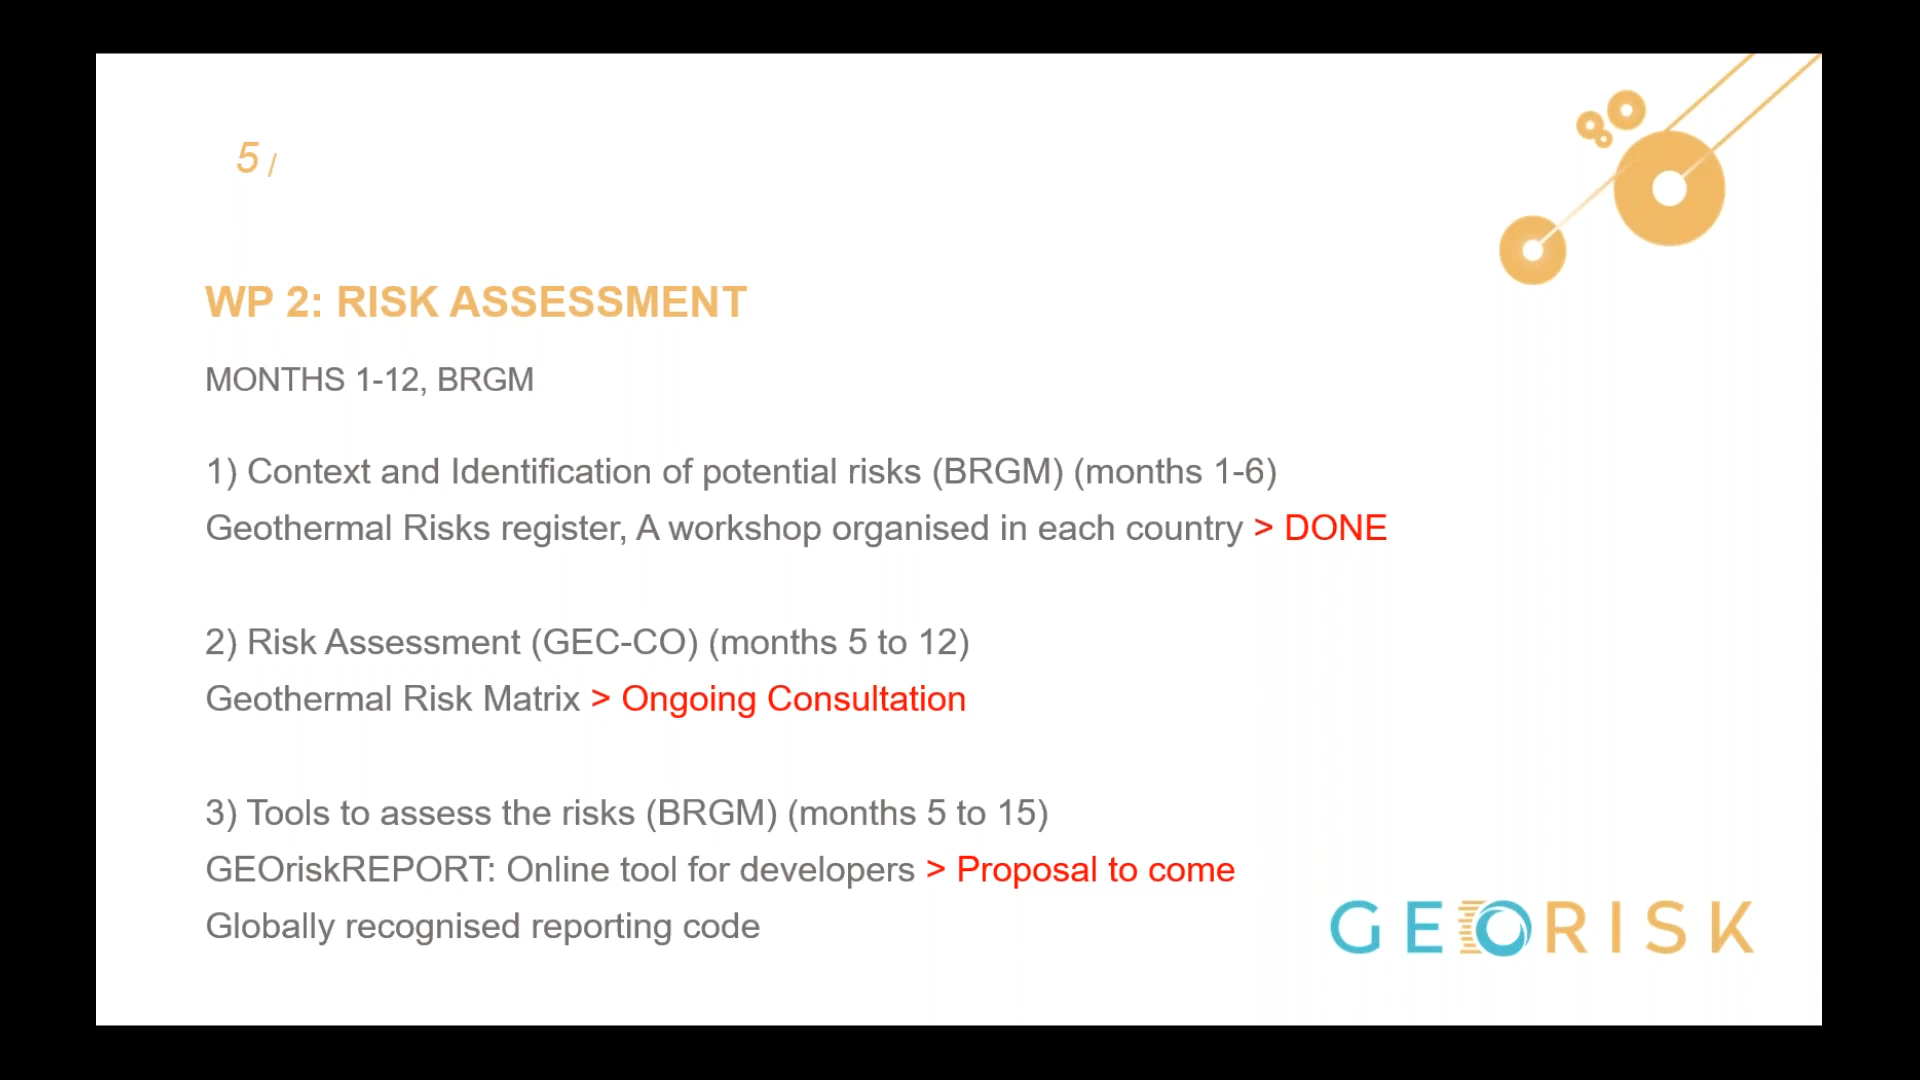 5 /
WP 2: RISK ASSESSMENT
MONTHS 1-12, BRGM
1) Context and Identification of potential risks (BRGM) (months 1-6)
Geothermal Risks register, A workshop organised in each country > DONE
2) Risk Assessment (GEC-CO) (months 5 to 12)
Geothermal Risk Matrix > Ongoing Consultation
3) Tools to assess the risks (BRGM) (months 5 to 15)
GEOriskREPORT: Online tool for developers > Proposal to come
Globally recognised reporting code
GEORISK